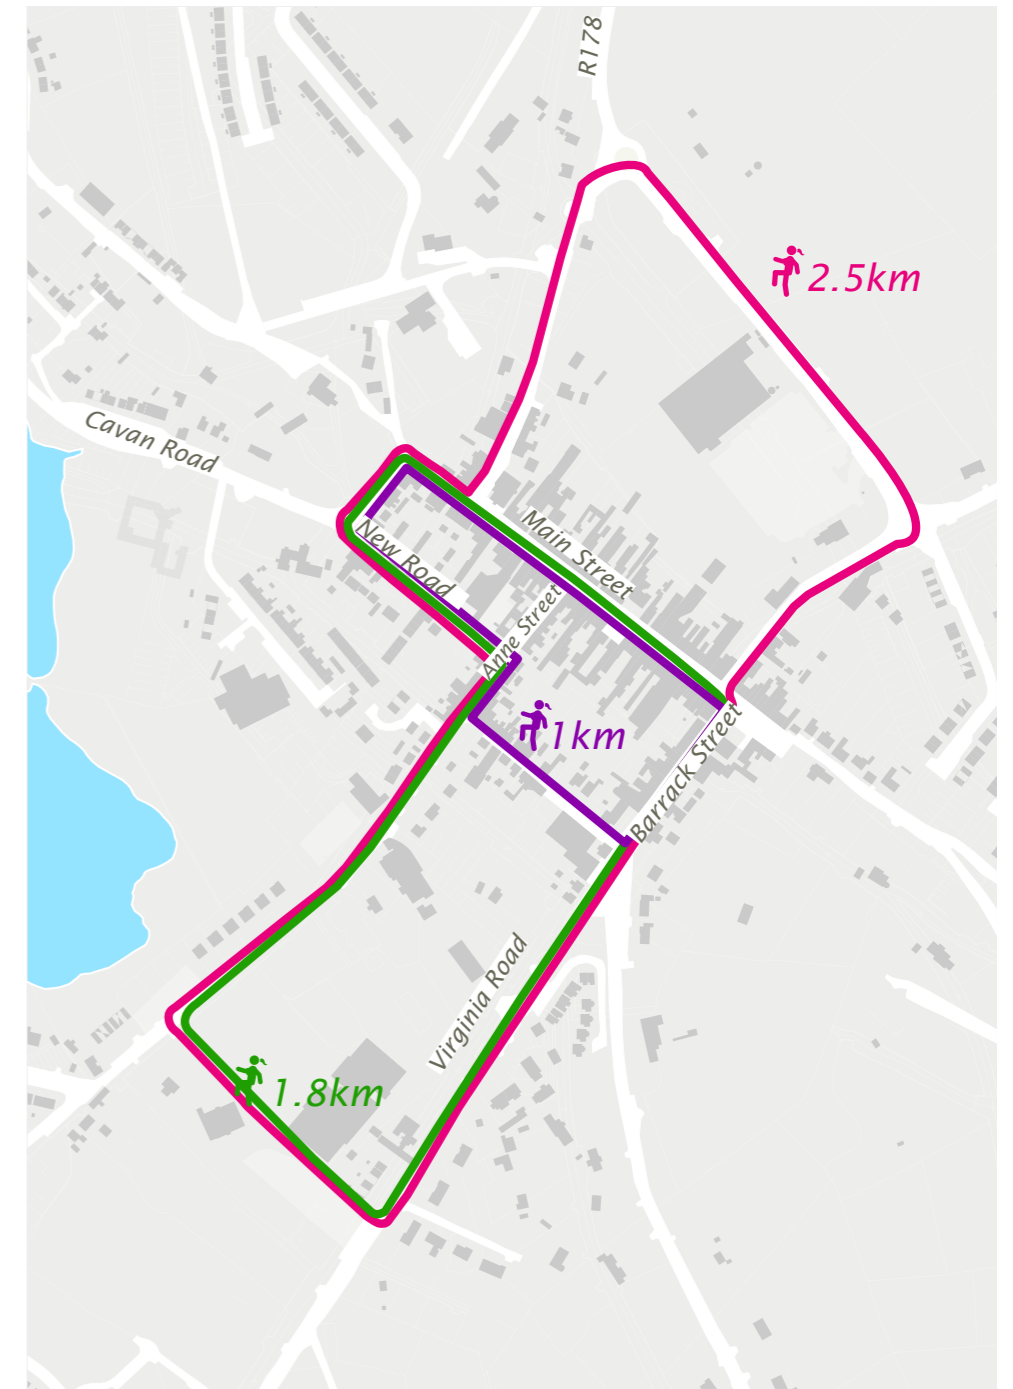 R178
2.5km
Cavan Road
Main Street
New Road
Anne Street
1km
Barrack Street
Virginia Road
1.8km